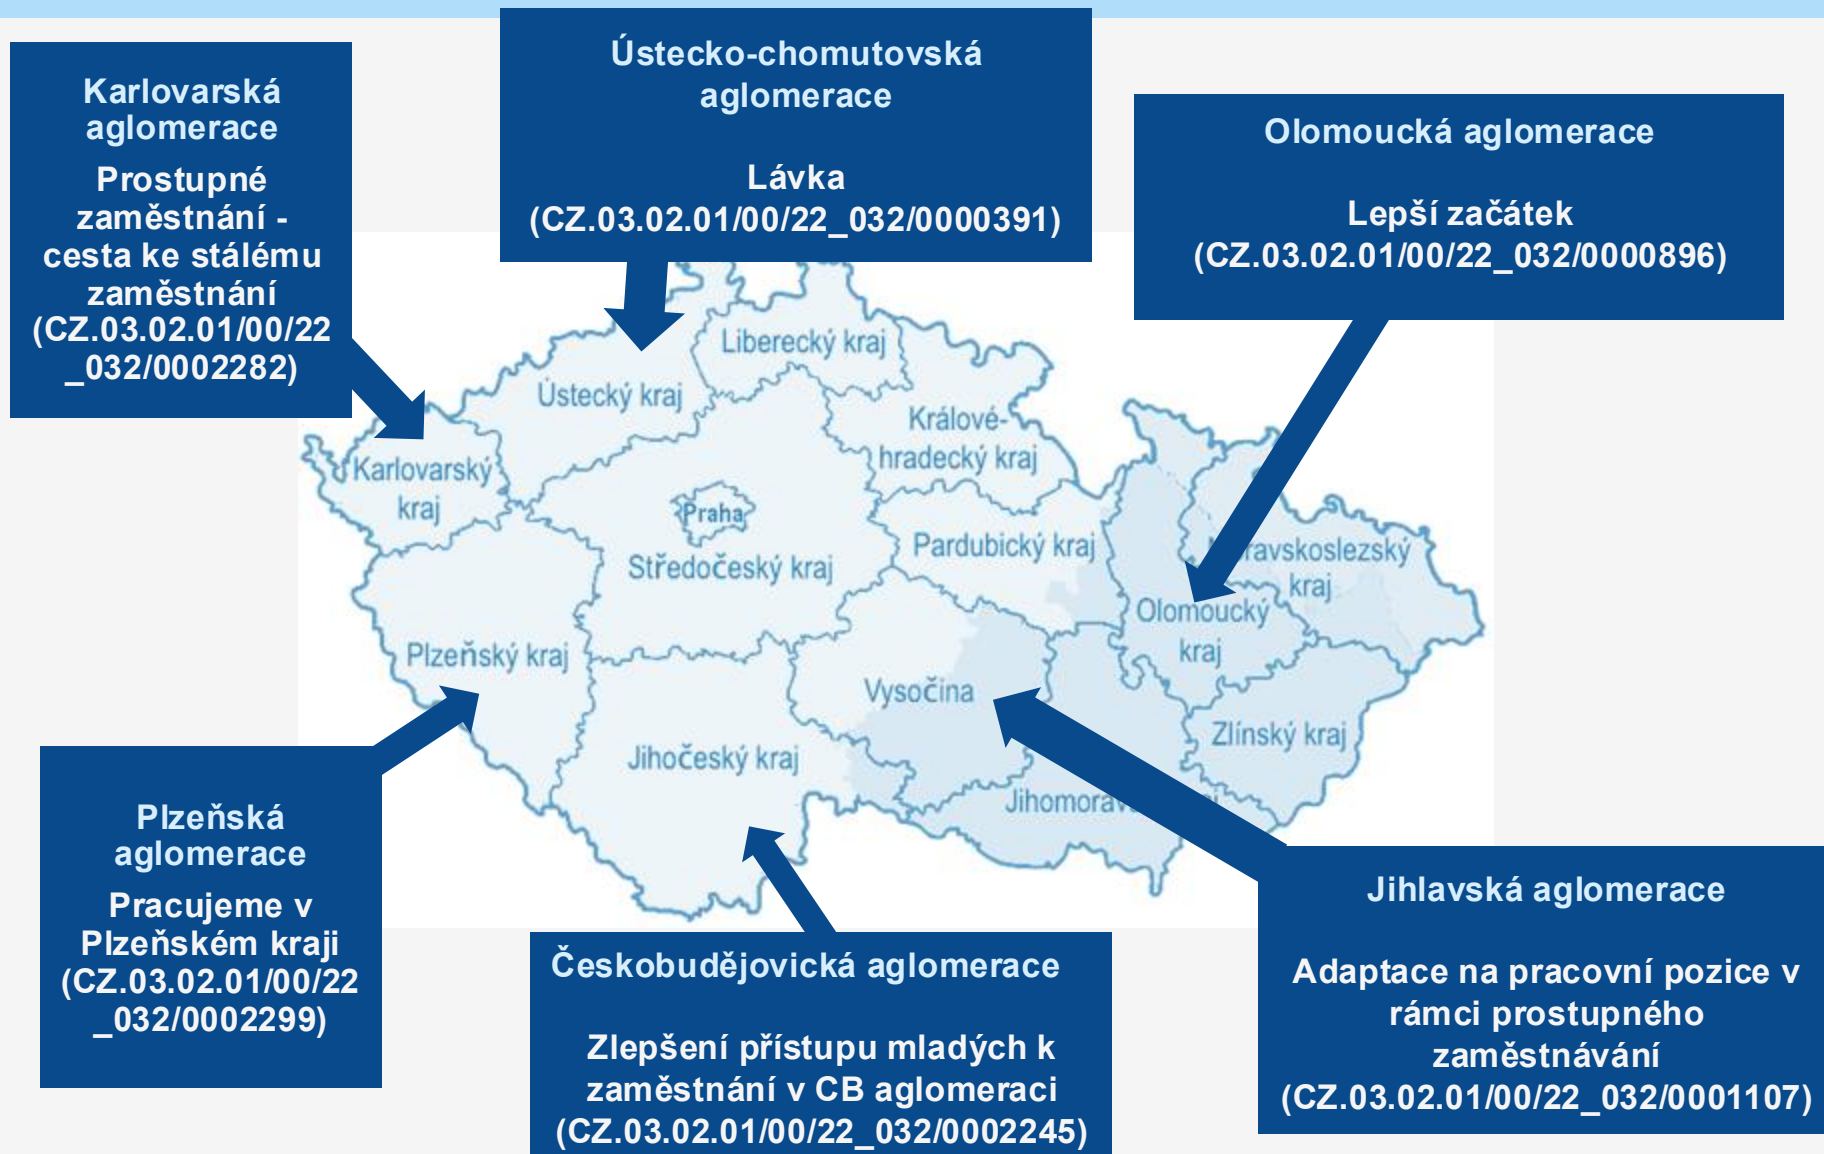 Ústecko-chomutovská
aglomerace
Lávka
(CZ.03.02.01/00/22_032/0000391)
Karlovarská
aglomerace
Prostupné
zaměstnání -
cesta ke stálému
zaměstnání
(CZ.03.02.01/00/22
_032/0002282)
Olomoucká aglomerace
Lepší začátek
(CZ.03.02.01/00/22_032/0000896)
Liberecký kraj
Ústecký kraj
Králové-
hradecký kraj
Karlovarský
kraj
Praha
Středočeský kraj
Pardubický kraj
ravskoslezský
kraj
Olomoucký
kraj
Plzeňský kraj
Vysočina
Zlínský kraj
Jihočeský kraj
Jihomora
Plzeňská
aglomerace
Pracujeme v
Plzeňském kraji
(CZ.03.02.01/00/22
_032/0002299)
Českobudějovická aglomerace
Zlepšení přístupu mladých k
zaměstnání v CB aglomeraci
(CZ.03.02.01/00/22_032/0002245)
Jihlavská aglomerace
Adaptace na pracovní pozice v
rámci prostupného
zaměstnávání
(CZ.03.02.01/00/22_032/0001107)